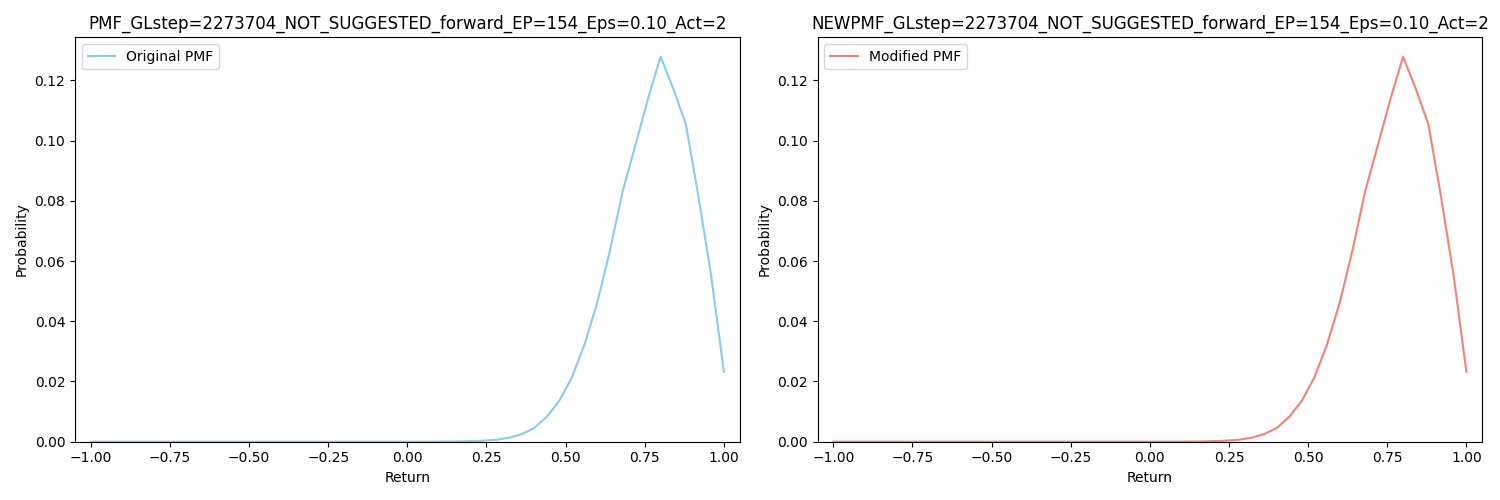 PMF_GLstep=2273704_NOT_SUGGESTED_forward_EP=154_Eps=0.10_Act=2
Original PMF
Probability
0.12
0.10
0.08
0.06
0.04
0.02
0.00
−1.00 −0.75 −0.50 −0.25 0.00 0.25 0.50 0.75 1.00
Return
NEWPMF_GLstep=2273704_NOT_SUGGESTED_forward_EP=154_Eps=0.10_Act=2
Modified PMF
Probability
0.12
0.10
0.08
0.06
0.04
0.02
0.00
−1.00 −0.75 −0.50 −0.25 0.00 0.25 0.50 0.75 1.00
Return